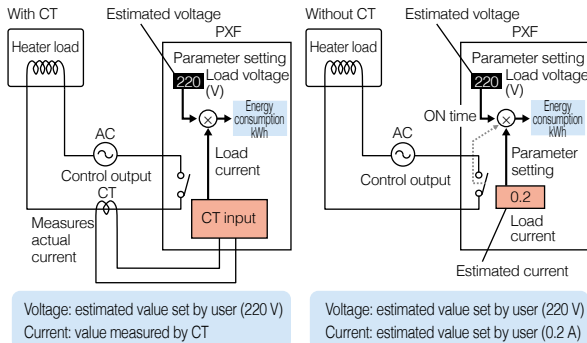 With CT
Estimated voltage
PXF
Heater load
Parameter setting
220
Load voltage
(V)
Energy
consumption
kWh
AC
Load
current
Control output
CT
Measures
actual
current
CT input
Voltage: estimated value set by user (220 V)
Current: value measured by CT
Without CT
Estimated voltage
PXF
Heater load
Parameter setting
220
Load voltage
(V)
Energy
consumption
kWh
ON time
AC
Parameter
setting
Control output
0.2
Load
current
Estimated current
Voltage: estimated value set by user (220 V)
Current: estimated value set by user (0.2 A)